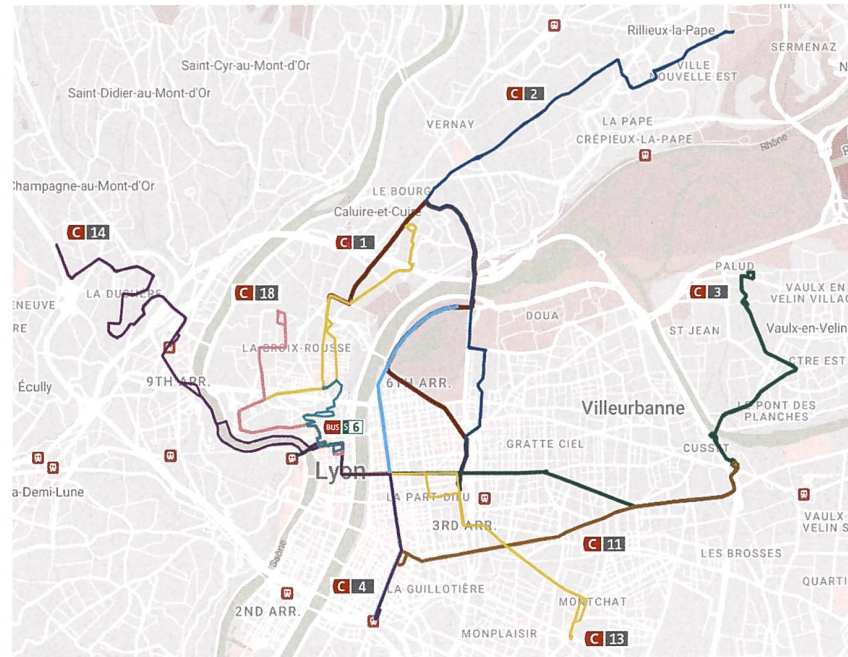 Rillieux-la-Pape
SERMENAZ
Saint-Cyr-au-Mont-d'Or
VILLE
NOUVELLE EST
Saint-Didier-au-Mont-d'Or
C 2
LA PAPE
VERNAY
CRÉPIEUX-LA-PAPE
Rhône
Champagne-au-Mont-d'Or
LE BOURG
Caluire-et-Cuire
C 14
C 1
PALUD
LA DUCHÈRE
C 18
C 3
VAULX EN
VELIN VILLAG
ENEUVE
DOUA
RE
ST JEAN
Vaulx-en-Velin
LA CROIX-ROUSSE
CTRE EST
9TH ARR.
6TH ARR.
Écully
Villeurbanne
LE PONT DES
PLANCHES
BUS S 6
GRATTE CIEL
CUSSET
Lyon
a-Demi-Lune
LA PART-DIEU
3RD ARR.
VAULX
VELIN S
Saône
C 11
LES BROSSES
C 4
LA GUILLOTIÈRE
QUARTI
2ND ARR.
MONTCHAT
MONPLAISIR
C 13